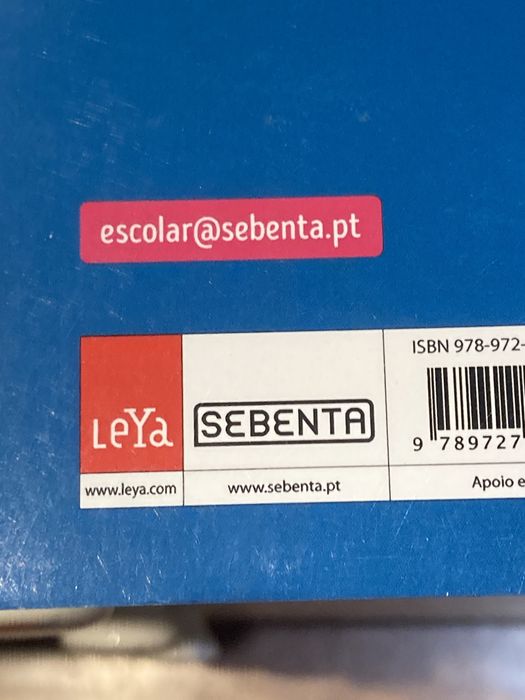 escolar@sebenta.pt
ISBN 978-972-
LeYa
SEBENTA
9 789727
www.leya.com
www.sebenta.pt
Apoio e